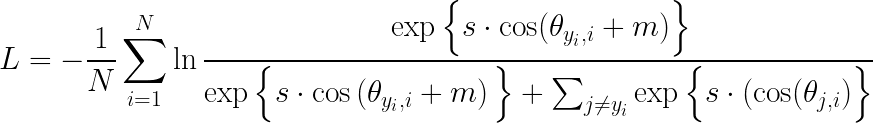 L = -\frac{1}{N} \sum_{i=1}^{N} \ln \frac{\exp\left\{s \cdot \cos(\theta_{y_i,i} + m)\right\}}{\exp\left\{s \cdot \cos\left(\theta_{y_i,i} + m\right)\right\} + \sum_{j \neq y_i} \exp\left\{s \cdot (\cos(\theta_{j,i})\right\}}